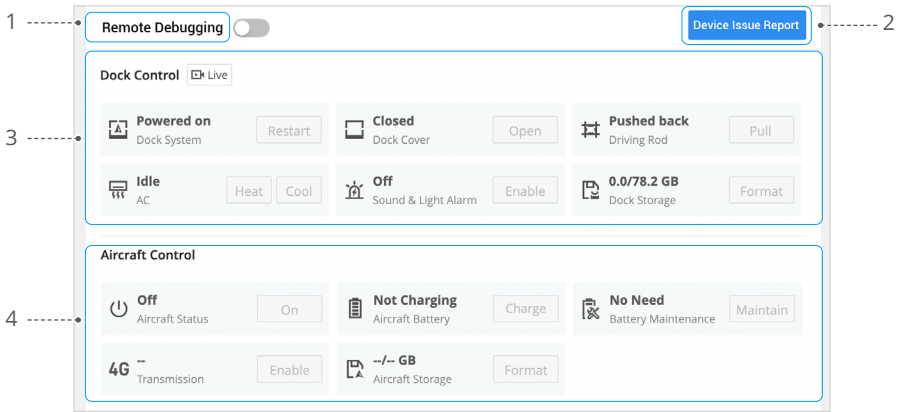 1
Remote Debugging
Device Issue Report
2
3
Dock Control
Live
Powered on
Dock System
Restart
Closed
Dock Cover
Open
Pushed back
Driving Rod
Pull
Idle
AC
Heat
Cool
Off
Sound & Light Alarm
Enable
0.0/78.2 GB
Dock Storage
Format
4
Aircraft Control
Off
Aircraft Status
On
Not Charging
Aircraft Battery
Charge
No Need
Battery Maintenance
Maintain
4G
--
Transmission
Enable
--/-- GB
Aircraft Storage
Format